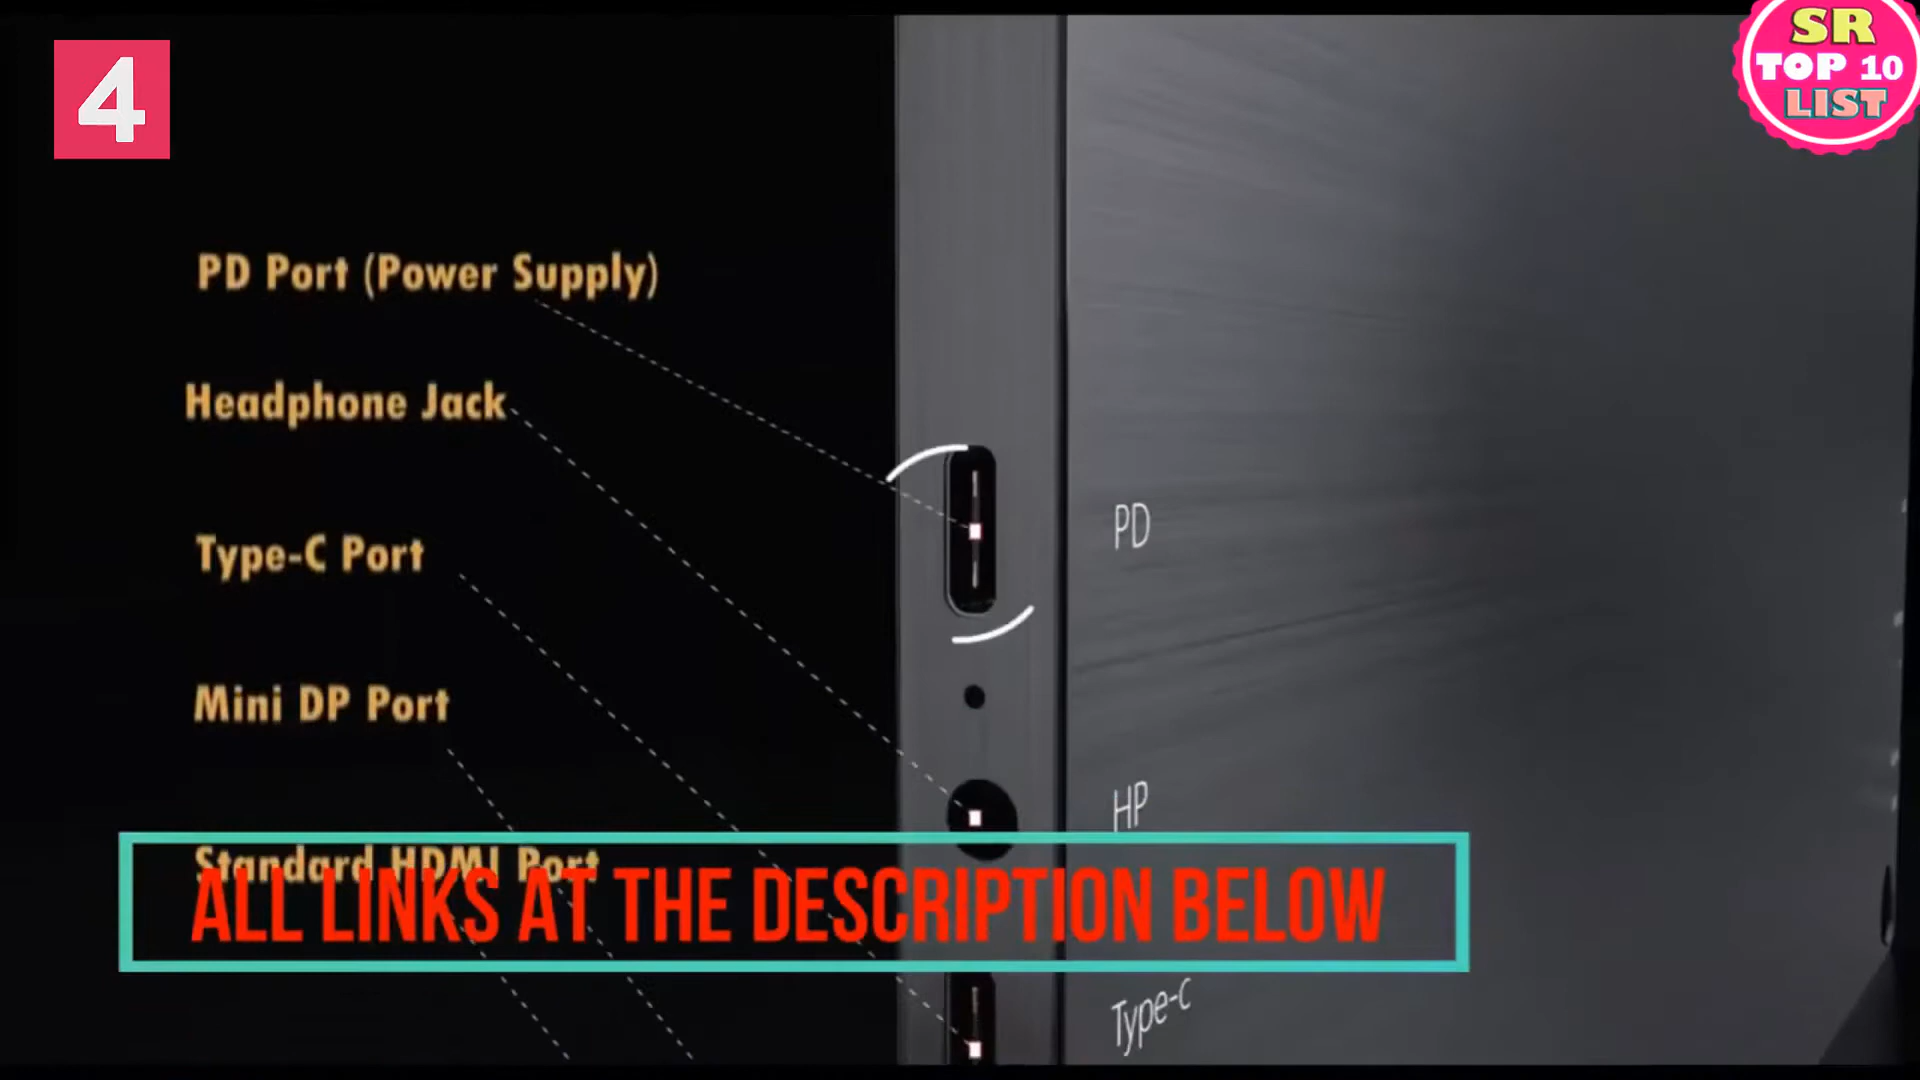 4
SR
TOP 10
LIST
PD Port (Power Supply)
Headphone Jack
Type-C Port
Mini DP Port
Standard HDMI Port
ALL LINKS AT THE DESCRIPTION BELOW
PD
HP
Type-c